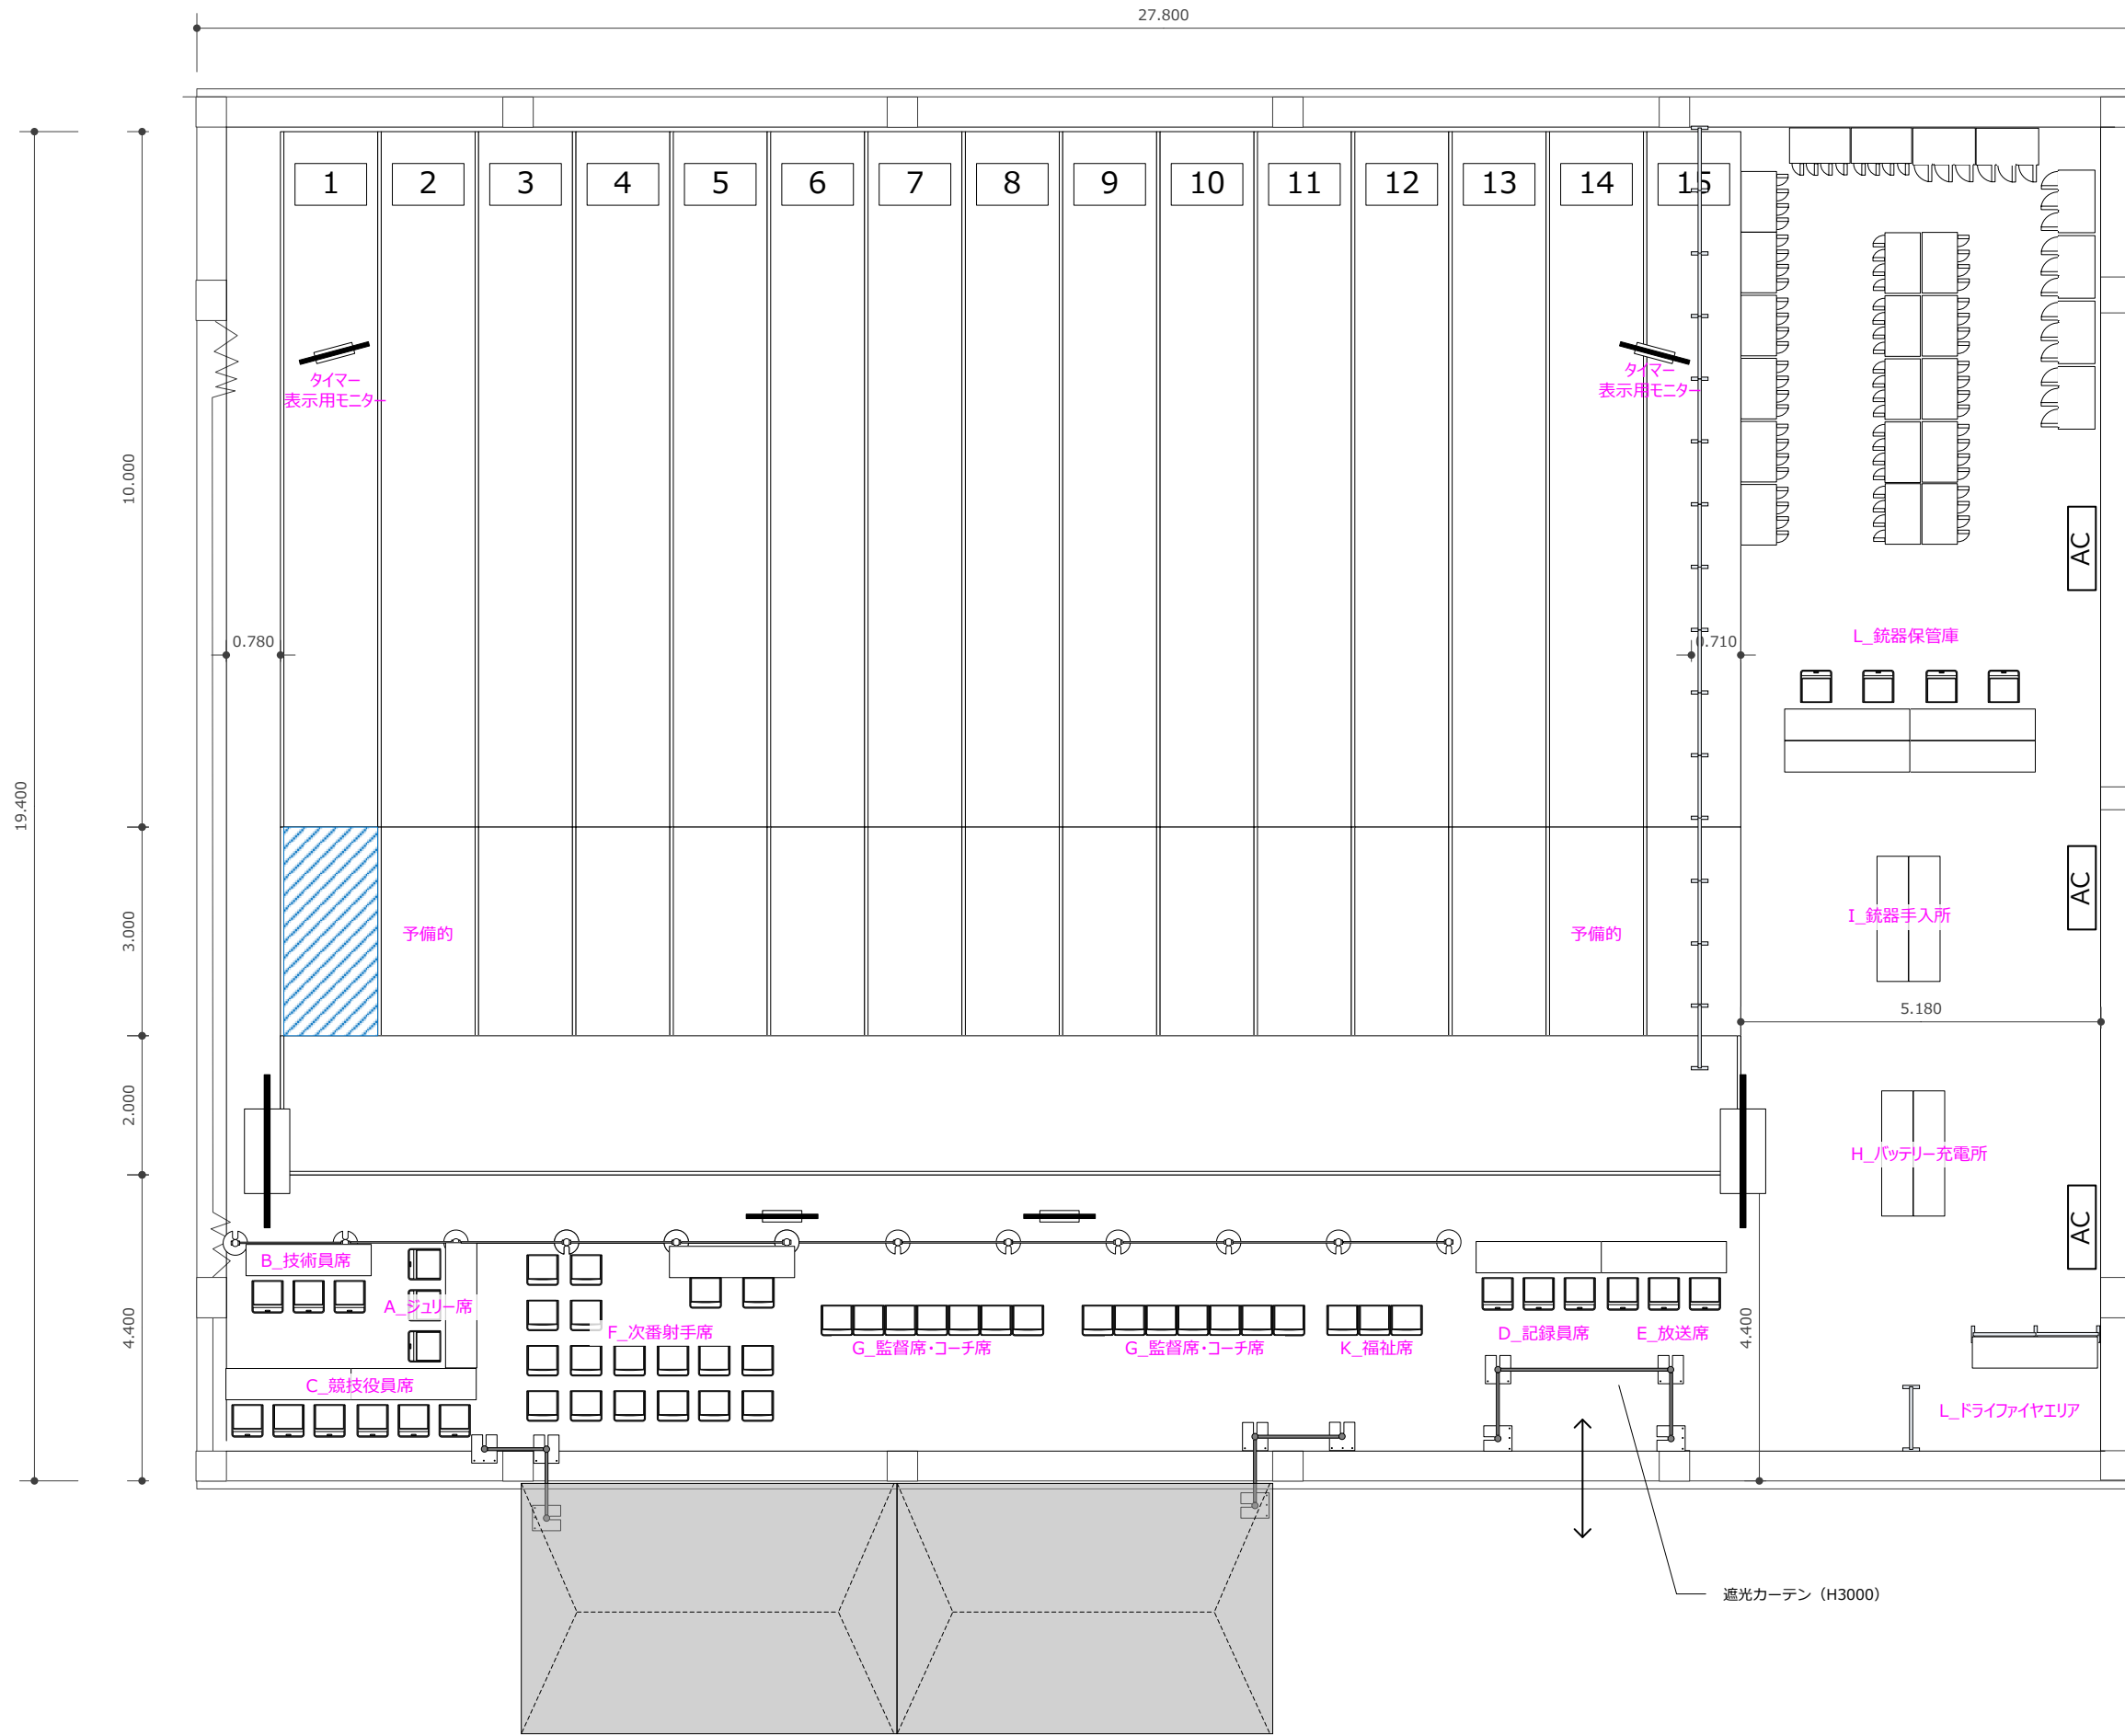 27.800
1 2 3 4 5 6 7 8 9 10 11 12 13 14 15
タイマー
表示用モニター
タイマー
表示用モニター
10.000
AC
0.780
0.710
L_銃器保管庫
19.400
AC
I_銃器手入所
3.000
予備的
予備的
5.180
2.000
H_バッテリー充電所
AC
B_技術員席
A_ジュリー席
F_次番射手席
G_監督席・コーチ席
G_監督席・コーチ席
K_福祉席
D_記録員席
E_放送席
4.400
4.400
C_競技役員席
L_ドライファイヤエリア
遮光カーテン（H3000）